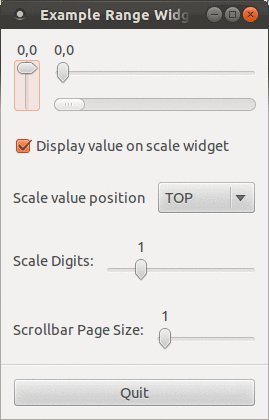 Example Range Widg
0,0 0,0
Display value on scale widget
Scale value position TOP
1
Scale Digits:
1
Scrollbar Page Size:
Quit